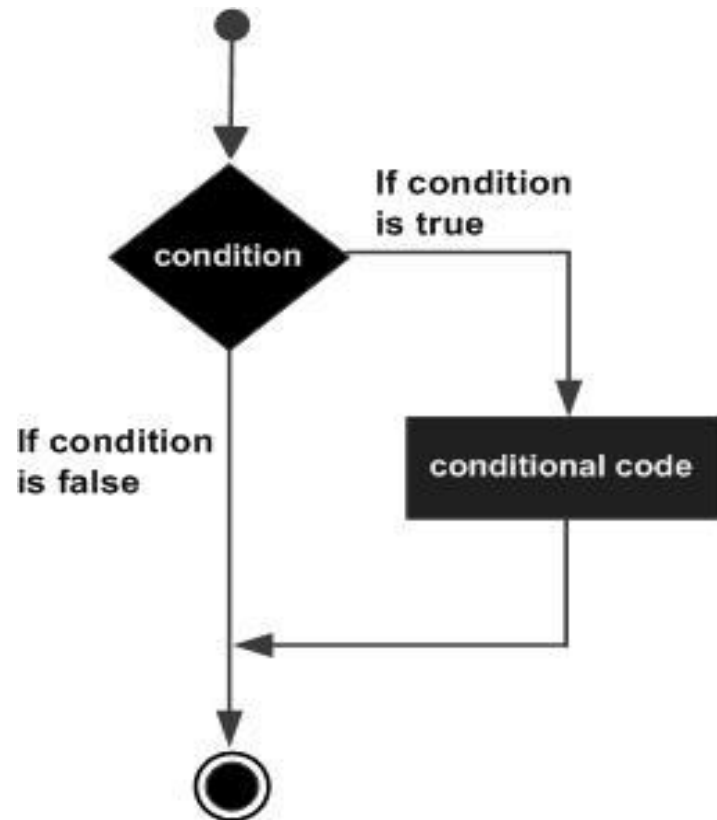 If condition
is true
condition
If condition
is false
conditional code